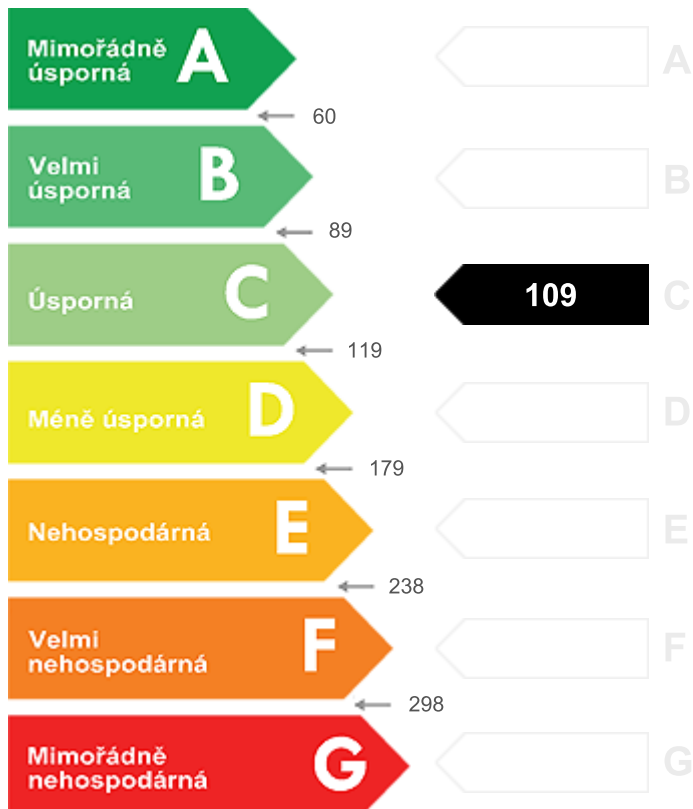 Mimořádně
úsporná
A
A
60
Velmi
úsporná
B
B
89
Úsporná
C
109
C
119
Méně úsporná
D
D
179
Nehospodárná
E
E
238
Velmi
nehospodárná
F
F
298
Mimořádně
nehospodárná
G
G